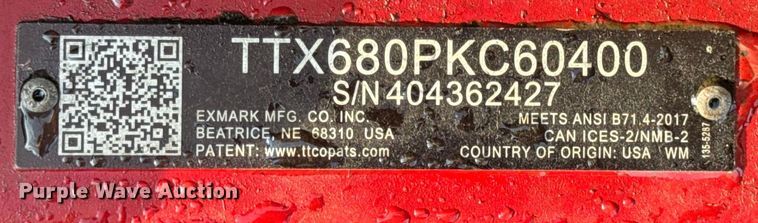 TTX680PKC60400
S/N 404362427
EXMARK MFG. CO. INC.
BEATRICE, NE 68310 USA
PATENT: www.ttcopats.com
MEETS ANSI B71.4-2017
CAN ICES-2/NMB-2
COUNTRY OF ORIGIN: USA WM
135-5287
Purple Wave Auction